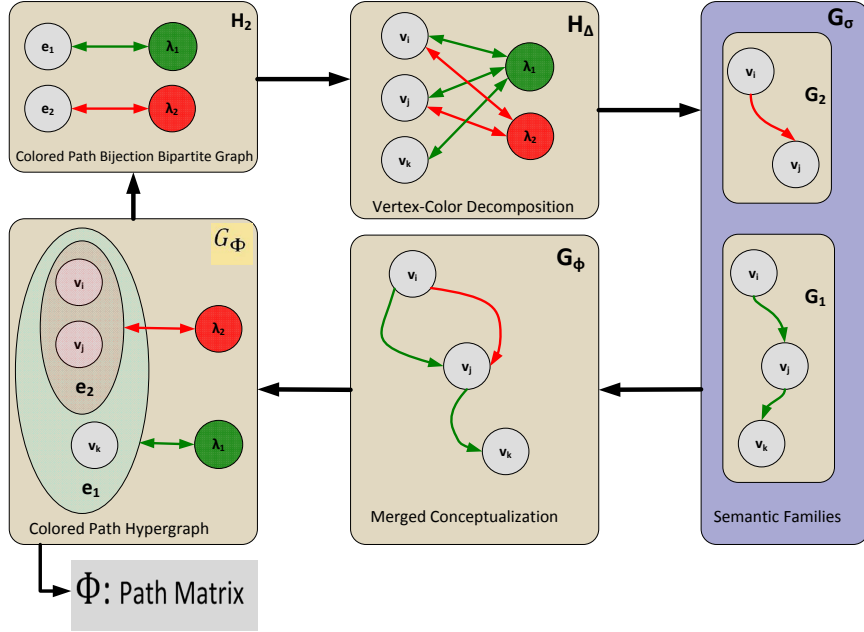 H2
e1
λ1
e2
λ2
Colored Path Bijection Bipartite Graph
HΔ
vi
λ1
vj
λ2
vk
Vertex-Color Decomposition
Gσ
G2
vi
vj
G1
vi
vj
vk
Semantic Families
GΦ
vi
vj
e2
λ2
vk
λ1
e1
Colored Path Hypergraph
Gϕ
vi
vj
vk
Merged Conceptualization
Φ: Path Matrix